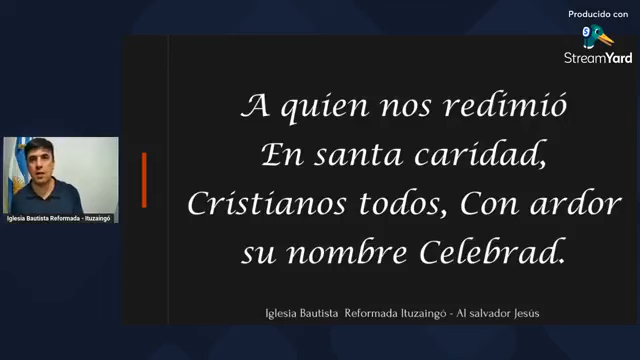 Producido con
StreamYard
A quien nos redimió
En santa caridad,
Cristianos todos, Con ardor
su nombre Celebrad.
Iglesia Bautista Reformada - Ituzaingó
Iglesia Bautista Reformada Ituzaingó - Al salvador Jesús